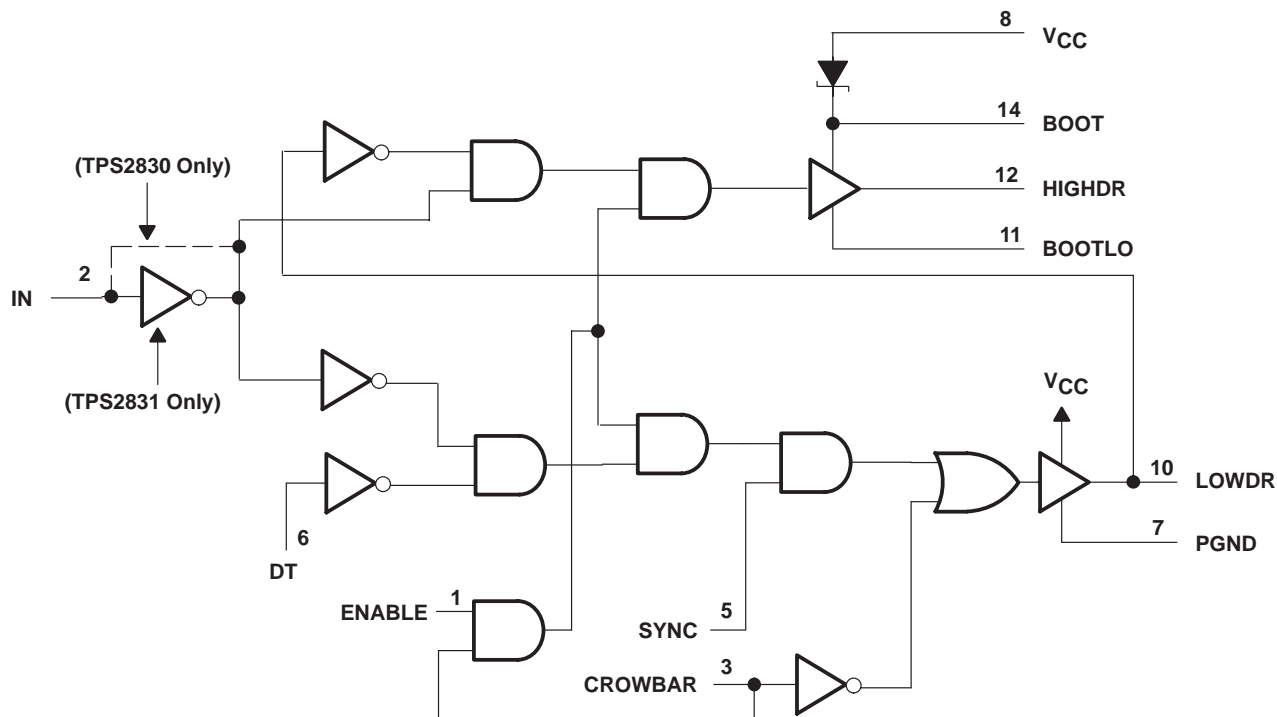 8 VCC
14 BOOT
(TPS2830 Only)
12 HIGHDR
11 BOOTLO
2
IN
(TPS2831 Only)
VCC
10 LOWDR
7 PGND
6
DT
ENABLE 1
SYNC 5
CROWBAR 3